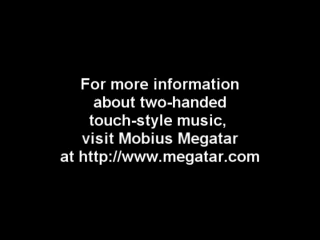 For more information
about two-handed
touch-style music,
visit Mobius Megatar
at http://www.megatar.com